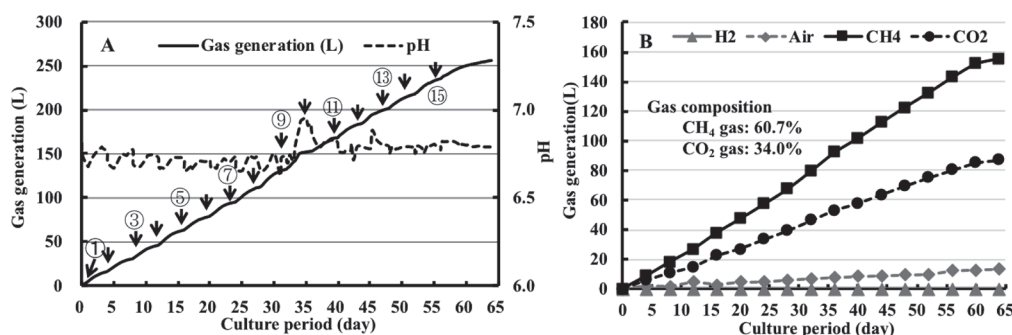 A
Gas generation (L)
pH
Gas generation (L)
300
250
200
150
100
50
0
7.5
7.0
6.5
6.0
pH
①
③
⑤
⑦
⑨
⑪
⑬
⑮
0 5 10 15 20 25 30 35 40 45 50 55 60 65
Culture period (day)
B
H2 Air CH4 CO2
Gas generation(L)
180
160
140
120
100
80
60
40
20
0
Gas composition
CH₄ gas: 60.7%
CO₂ gas: 34.0%
0 5 10 15 20 25 30 35 40 45 50 55 60 65
Culture period (day)